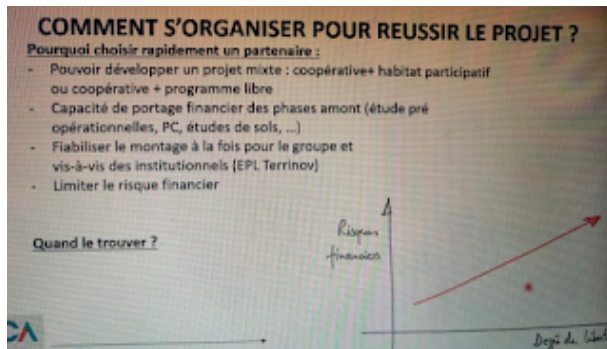 COMMENT S'ORGANISER POUR REUSSIR LE PROJET ?
Pourquoi choisir rapidement un partenaire :
- Pouvoir développer un projet mixte : coopérative+ habitat participatif
ou coopérative + programme libre
- Capacité de portage financier des phases amont (étude pré
opérationnelles, PC, études de sols, ...)
- Fiabiliser le montage à la fois pour le groupe et
vis-à-vis des institutionnels (EPL Terrinov)
- Limiter le risque financier
Risques
financiers
Quand le trouver ?
CA
Degré de